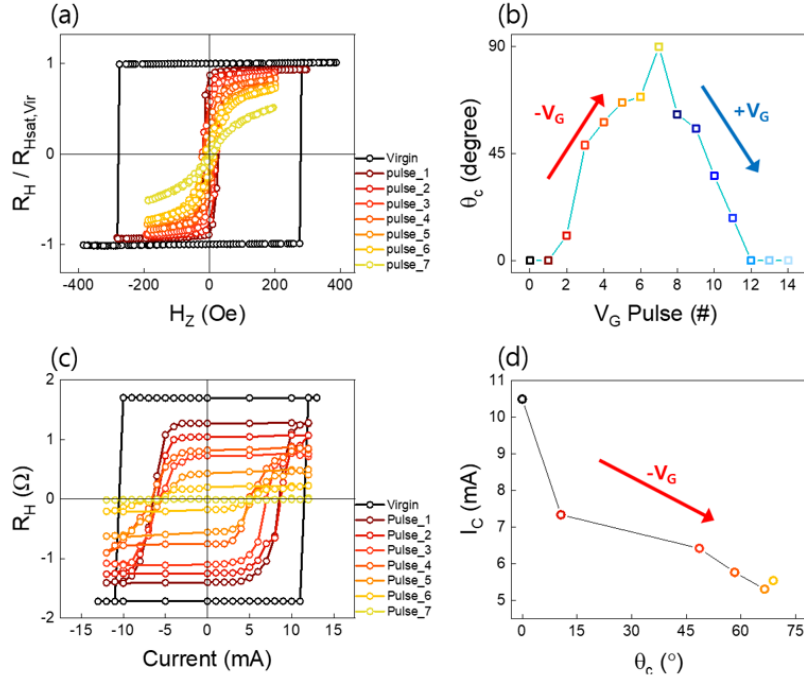 (a)
R_H / R_Hsat,Vir
1
0
-1
-400
-200
0
200
400
H_Z (Oe)
Virgin
pulse_1
pulse_2
pulse_3
pulse_4
pulse_5
pulse_6
pulse_7
(b)
θ_c (degree)
90
45
0
-V_G
+V_G
0
2
4
6
8
10
12
14
V_G Pulse (#)
(c)
R_H (Ω)
2
1
0
-1
-2
-15
-10
-5
0
5
10
15
Current (mA)
Virgin
Pulse_1
Pulse_2
Pulse_3
Pulse_4
Pulse_5
Pulse_6
Pulse_7
(d)
I_C (mA)
11
10
9
8
7
6
5
-V_G
0
15
30
45
60
75
θ_c (°)